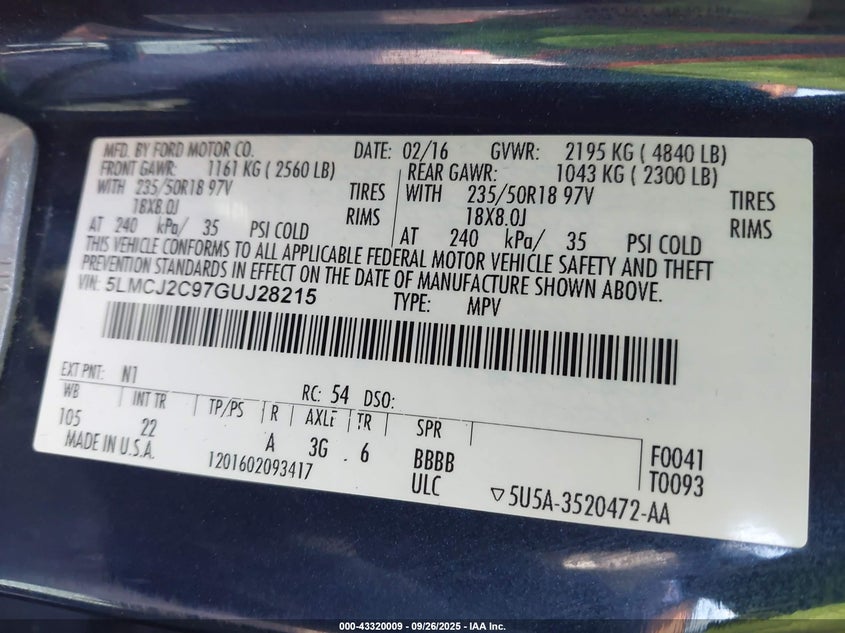 MFD. BY FORD MOTOR CO. DATE: 02/16 GVWR: 2195 KG ( 4840 LB)
FRONT GAWR: 1161 KG ( 2560 LB) REAR GAWR: 1043 KG ( 2300 LB)
WITH 235/50R18 97V TIRES WITH 235/50R18 97V TIRES
18X8.0J RIMS 18X8.0J RIMS
AT 240 kPa/ 35 PSI COLD AT 240 kPa/ 35 PSI COLD
THIS VEHICLE CONFORMS TO ALL APPLICABLE FEDERAL MOTOR VEHICLE SAFETY AND THEFT
PREVENTION STANDARDS IN EFFECT ON THE DATE OF MANUFACTURE SHOWN ABOVE.
VIN: 5LMCJ2C97GUJ28215 TYPE: MPV
EXT PNT: N1 RC: 54 DSO:
WB INT TR TP/PS R AXLE TR SPR
105 22 A 3G . 6 BBBB F0041
MADE IN U.S.A. 1201602093417 ULC T0093
5U5A-3520472-AA
000-43320009 - 09/26/2025 - IAA Inc.